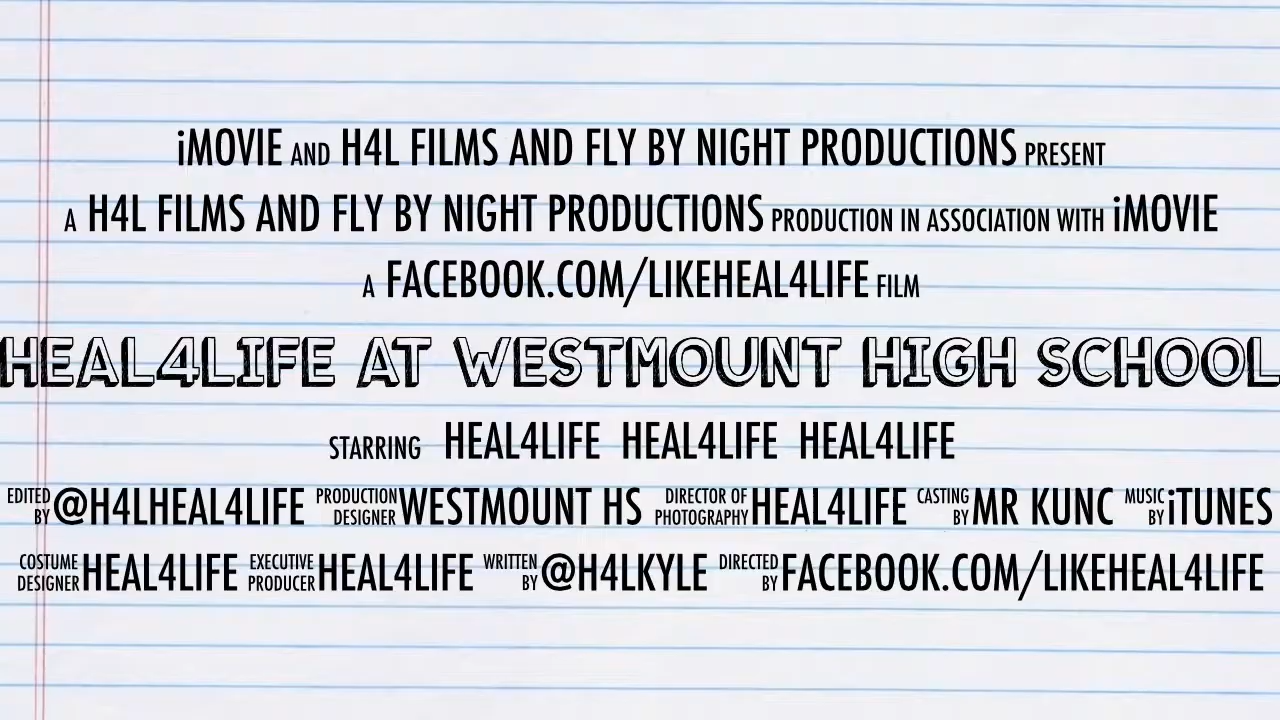 iMOVIE AND H4L FILMS AND FLY BY NIGHT PRODUCTIONS PRESENT
A H4L FILMS AND FLY BY NIGHT PRODUCTIONS PRODUCTION IN ASSOCIATION WITH iMOVIE
A FACEBOOK.COM/LIKEHEAL4LIFE FILM
HEAL4LIFE AT WESTMOUNT HIGH SCHOOL
STARRING HEAL4LIFE HEAL4LIFE HEAL4LIFE
EDITED BY @H4LHEAL4LIFE PRODUCTION DESIGNER WESTMOUNT HS DIRECTOR OF PHOTOGRAPHY HEAL4LIFE CASTING BY MR KUNC MUSIC BY iTUNES
COSTUME DESIGNER HEAL4LIFE EXECUTIVE PRODUCER HEAL4LIFE WRITTEN BY @H4LKYLE DIRECTED BY FACEBOOK.COM/LIKEHEAL4LIFE